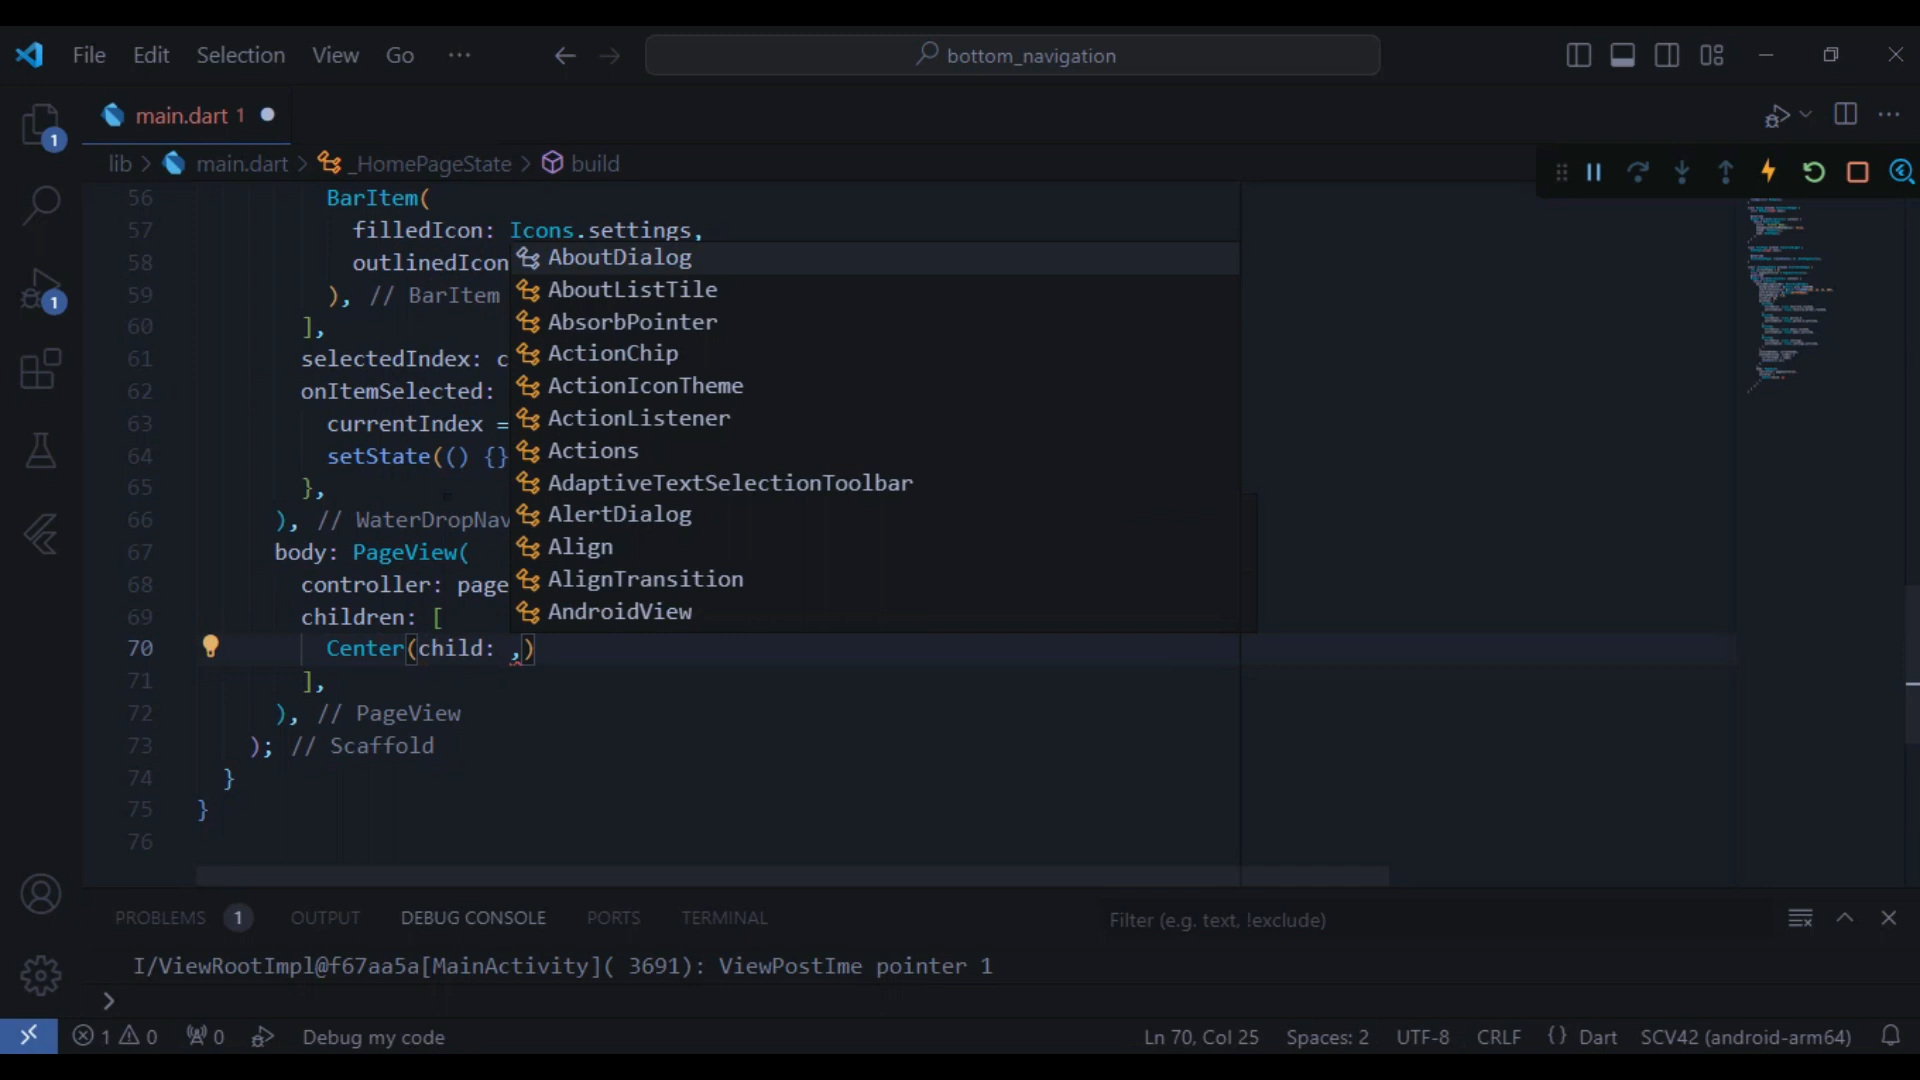 File Edit Selection View Go ··· bottom_navigation
main.dart 1
lib > main.dart > _HomePageState > build
56 BarItem(
57 filledIcon: Icons.settings,
58 outlinedIcon
59 ), // BarItem
60 ],
61 selectedIndex: c
62 onItemSelected:
63 currentIndex =
64 setState(() {}
65 },
66 ), // WaterDropNav
67 body: PageView(
68 controller: page
69 children: [
70 Center(child: ,)
71 ],
72 ), // PageView
73 ); // Scaffold
74 }
75 }
76
AboutDialog
AboutListTile
AbsorbPointer
ActionChip
ActionIconTheme
ActionListener
Actions
AdaptiveTextSelectionToolbar
AlertDialog
Align
AlignTransition
AndroidView
1
1
PROBLEMS 1 OUTPUT DEBUG CONSOLE PORTS TERMINAL Filter (e.g. text, !exclude)
I/ViewRootImpl@f67aa5a[MainActivity]( 3691): ViewPostIme pointer 1
>
1 0 0 Debug my code Ln 70, Col 25 Spaces: 2 UTF-8 CRLF {} Dart SCV42 (android-arm64)